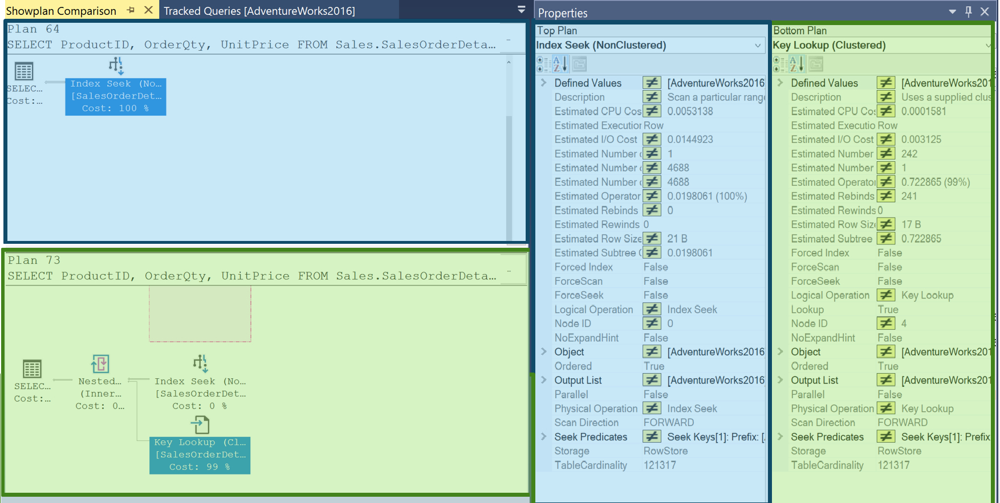 Showplan Comparison
Tracked Queries [AdventureWorks2016]
Plan 64
SELECT ProductID, OrderQty, UnitPrice FROM Sales.SalesOrderDeta…
...
SELEC...
Cost:...
Index Seek (No...
[SalesOrderDet...
Cost: 100 %
Plan 73
SELECT ProductID, OrderQty, UnitPrice FROM Sales.SalesOrderDeta…
...
SELEC...
Cost:...
Nested...
(Inner...
Cost: 0...
Index Seek (No...
[SalesOrderDet...
Cost: 0 %
Key Lookup (Cl...
[SalesOrderDet...
Cost: 99 %
Properties
Top Plan
Index Seek (NonClustered)
Defined Values ≠ [AdventureWorks2016
Description ≠ Scan a particular range
Estimated CPU Cos ≠ 0.0053138
Estimated Execution Row
Estimated I/O Cost ≠ 0.0144923
Estimated Number ≠ 1
Estimated Number ≠ 4688
Estimated Number ≠ 4688
Estimated Operator ≠ 0.0198061 (100%)
Estimated Rebinds ≠ 0
Estimated Rewinds 0
Estimated Row Size ≠ 21 B
Estimated Subtree ≠ 0.0198061
Forced Index False
ForceScan False
ForceSeek False
Logical Operation ≠ Index Seek
Node ID ≠ 0
NoExpandHint False
Object ≠ [AdventureWorks2016
Ordered True
Output List ≠ [AdventureWorks2016
Parallel False
Physical Operation ≠ Index Seek
Scan Direction FORWARD
Seek Predicates ≠ Seek Keys[1]: Prefix: [
Storage RowStore
TableCardinality 121317
Bottom Plan
Key Lookup (Clustered)
Defined Values ≠ [AdventureWorks201
Description ≠ Uses a supplied clus
Estimated CPU Cos ≠ 0.0001581
Estimated Executio Row
Estimated I/O Cost ≠ 0.003125
Estimated Number ≠ 242
Estimated Number ≠ 1
Estimated Operator ≠ 0.722865 (99%)
Estimated Rebinds ≠ 241
Estimated Rewinds 0
Estimated Row Size ≠ 17 B
Estimated Subtree ≠ 0.722865
Forced Index False
ForceScan False
ForceSeek False
Logical Operation ≠ Key Lookup
Lookup True
Node ID ≠ 4
NoExpandHint False
Object ≠ [AdventureWorks201
Ordered True
Output List ≠ [AdventureWorks201
Parallel False
Physical Operation ≠ Key Lookup
Scan Direction FORWARD
Seek Predicates ≠ Seek Keys[1]: Prefix
Storage RowStore
TableCardinality 121317